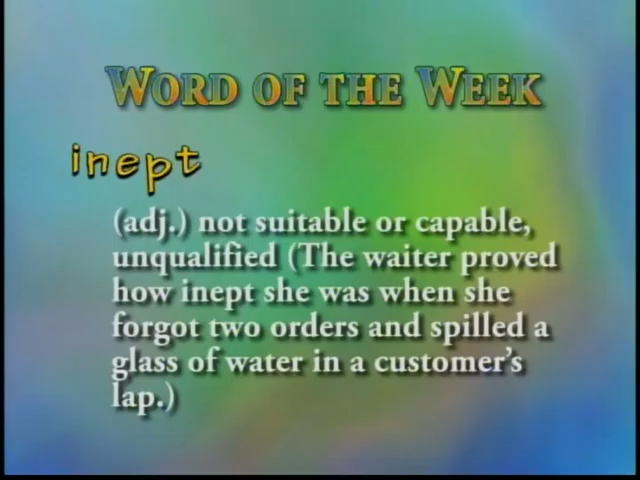 WORD OF THE WEEK
inept
(adj.) not suitable or capable,
unqualified (The waiter proved
how inept she was when she
forgot two orders and spilled a
glass of water in a customer's
lap.)